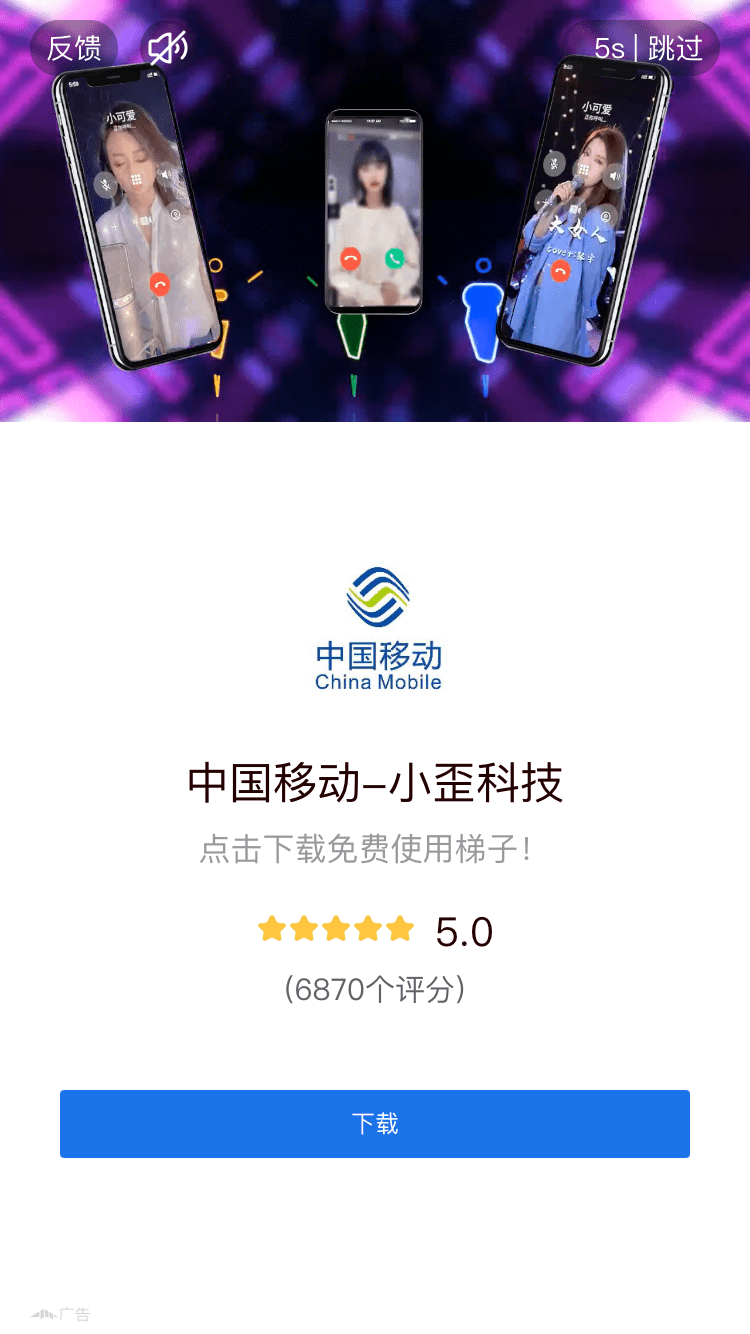 反馈
5s | 跳过
小可爱
小可爱
大女人
中国移动
China Mobile
中国移动–小歪科技
点击下载免费使用梯子!
5.0
(6870个评分)
下载
广告